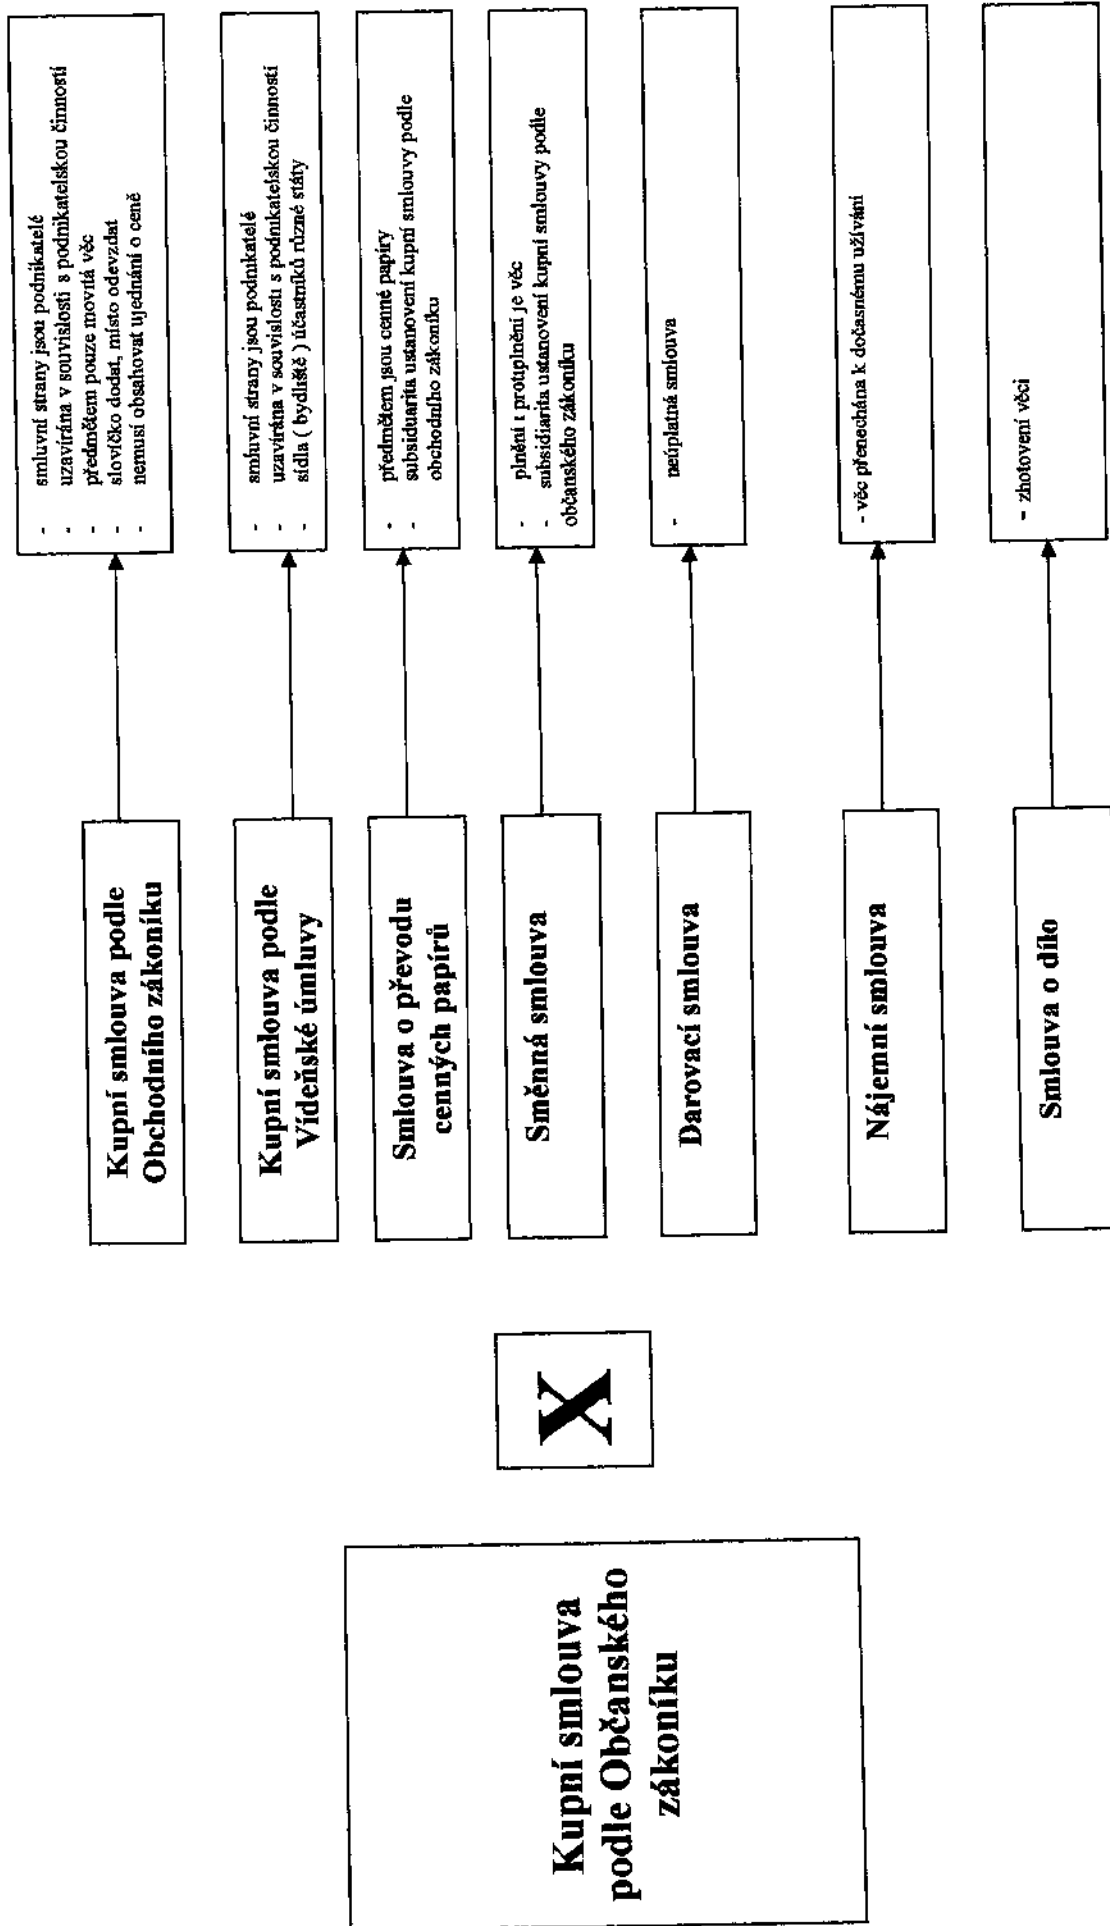 Kupní smlouva
podle Občanského
zákoníku
X
Kupní smlouva podle
Obchodního zákoníku
- smluvní strany jsou podnikatelé
- uzavírána v souvislosti s podnikatelskou činností
- předmětem pouze movitá věc
- slovíčko dodat, místo odevzdat
- nemusí obsahovat ujednání o ceně
Kupní smlouva podle
Vídeňské úmluvy
- smluvní strany jsou podnikatelé
- uzavírána v souvislosti s podnikatelskou činností
sídla ( bydliště ) účastníků různé státy
Smlouva o převodu
cenných papírů
- předmětem jsou cenné papíry
- subsidiarita ustanovení kupní smlouvy podle
obchodního zákoníku
Směnná smlouva
- plnění i protiplnění je věc
- subsidiarita ustanovení kupní smlouvy podle
občanského zákoníku
Darovací smlouva
- neúplatná smlouva
Nájemní smlouva
- věc přenechána k dočasnému užívání
Smlouva o dílo
- zhotovení věci